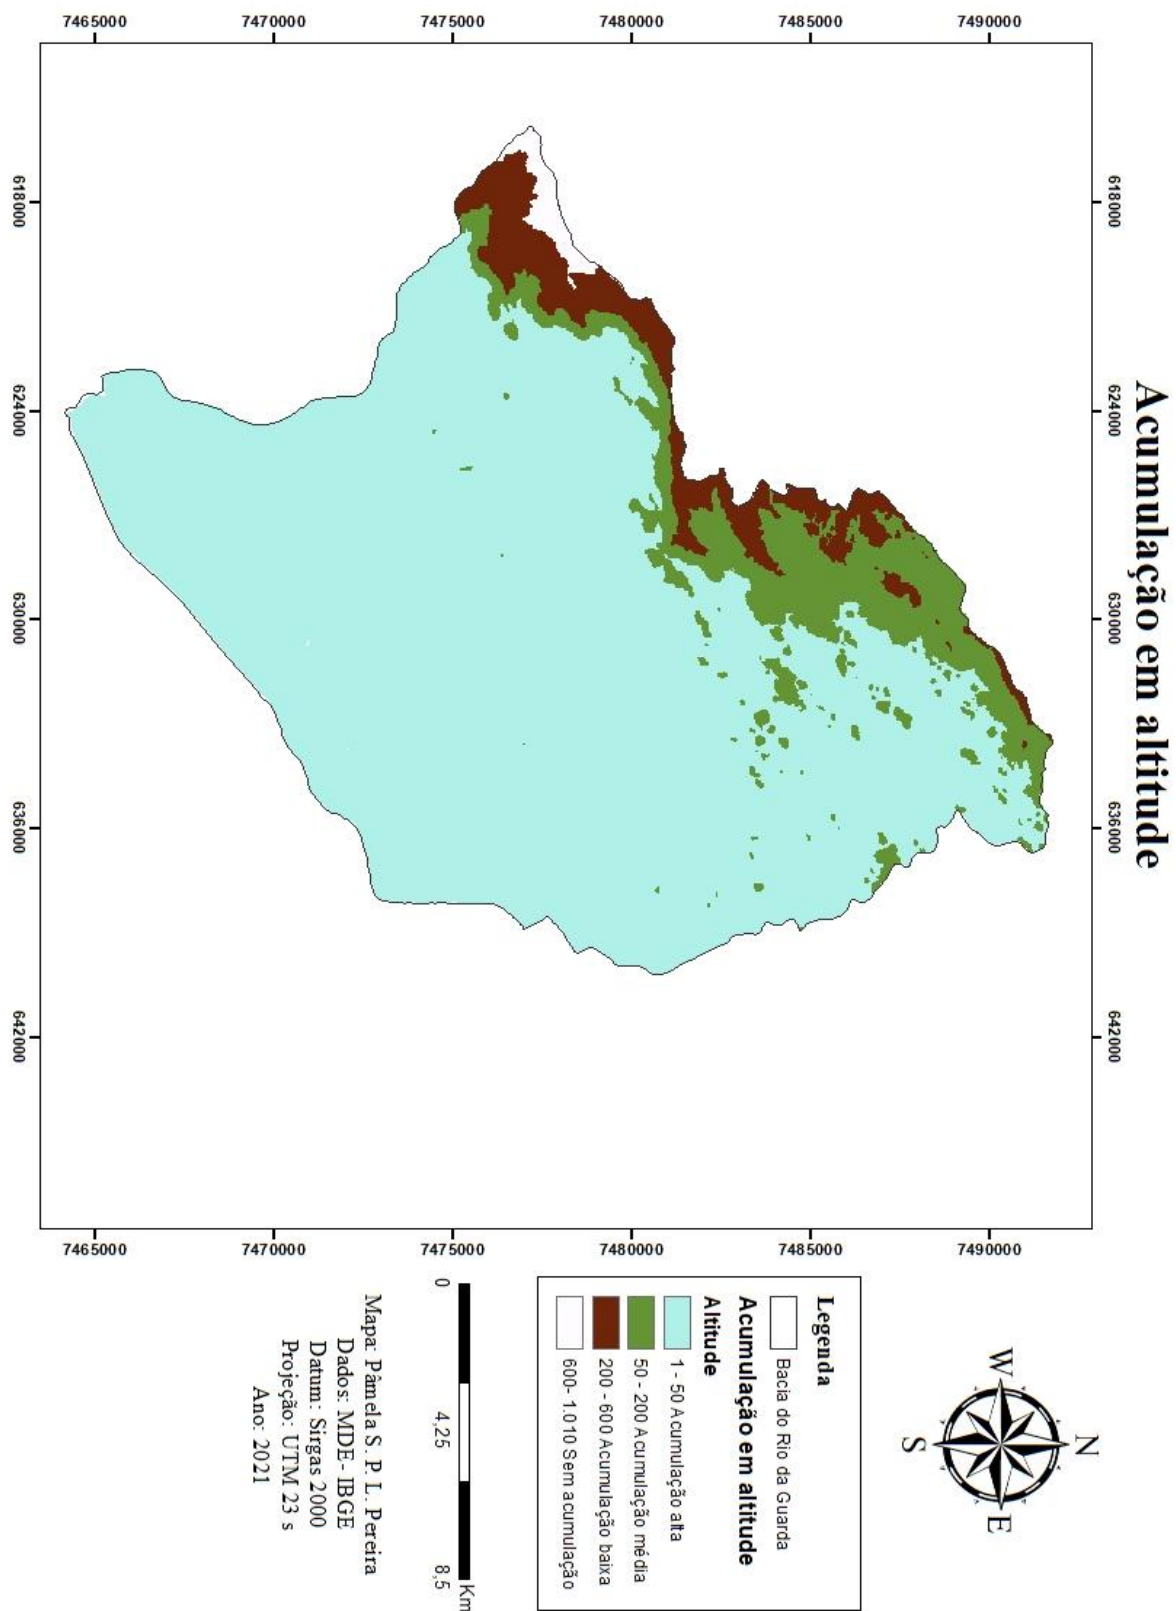 Acumulação em altitude
618000
624000
630000
636000
642000
7490000
7485000
7480000
7475000
7470000
7465000
7490000
7485000
7480000
7475000
7470000
7465000
618000
624000
630000
636000
642000
N
W
E
S
Legenda
Bacia do Rio da Guarda
Acumulação em altitude
Altitude
1 - 50 Acumulação alta
50 - 200 Acumulação média
200 - 600 Acumulação baixa
600- 1.010 Sem acumulação
Km
0 4,25 8,5
Mapa: Pâmela S. P. L. Pereira
Dados: MDE- IBGE
Datum: Sirgas 2000
Projeção: UTM 23 s
Ano: 2021